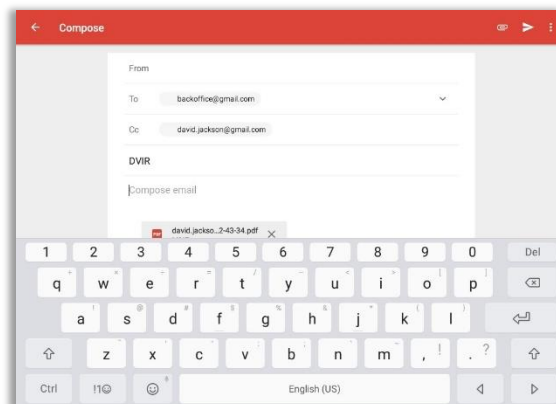 Compose
From
To backoffice@gmail.com
Cc david.jackson@gmail.com
DVIR
Compose email
PDF david.jackso...2-43-34.pdf
1 2 3 4 5 6 7 8 9 0 Del
q w e r t y u i o p
a s d f g h j k l
z x c v b n m , ! . ?
Ctrl !1☺ English (US)